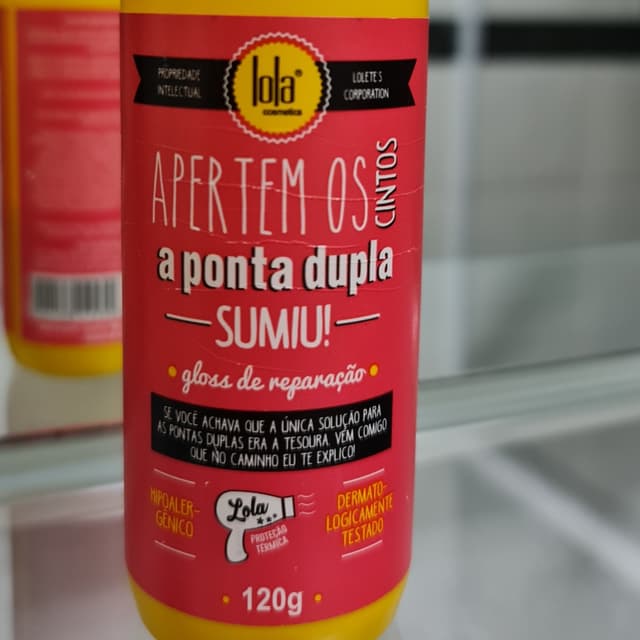 PROPRIEDADE
INTELECTUAL
lola®
cosmetics
LOLETE'S
CORPORATION
APERTEM OS
CINTOS
a ponta dupla
SUMIU!
gloss de reparação
SE VOCÊ ACHAVA QUE A ÚNICA SOLUÇÃO PARA
AS PONTAS DUPLAS ERA A TESOURA, VEM COMIGO
QUE NO CAMINHO EU TE EXPLICO!
HIPOALER-
GÊNICO
Lola
PROTEÇÃO
TÉRMICA
DERMATO-
LOGICAMENTE
TESTADO
120g